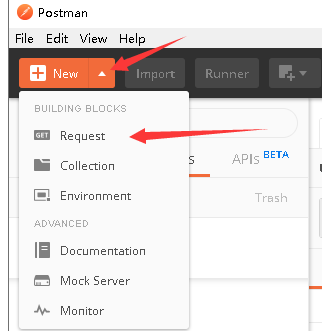 Postman
File Edit View Help
New Import Runner
BUILDING BLOCKS
GET Request
APIs BETA
Collection
Environment
Trash
ADVANCED
Documentation
Mock Server
Monitor